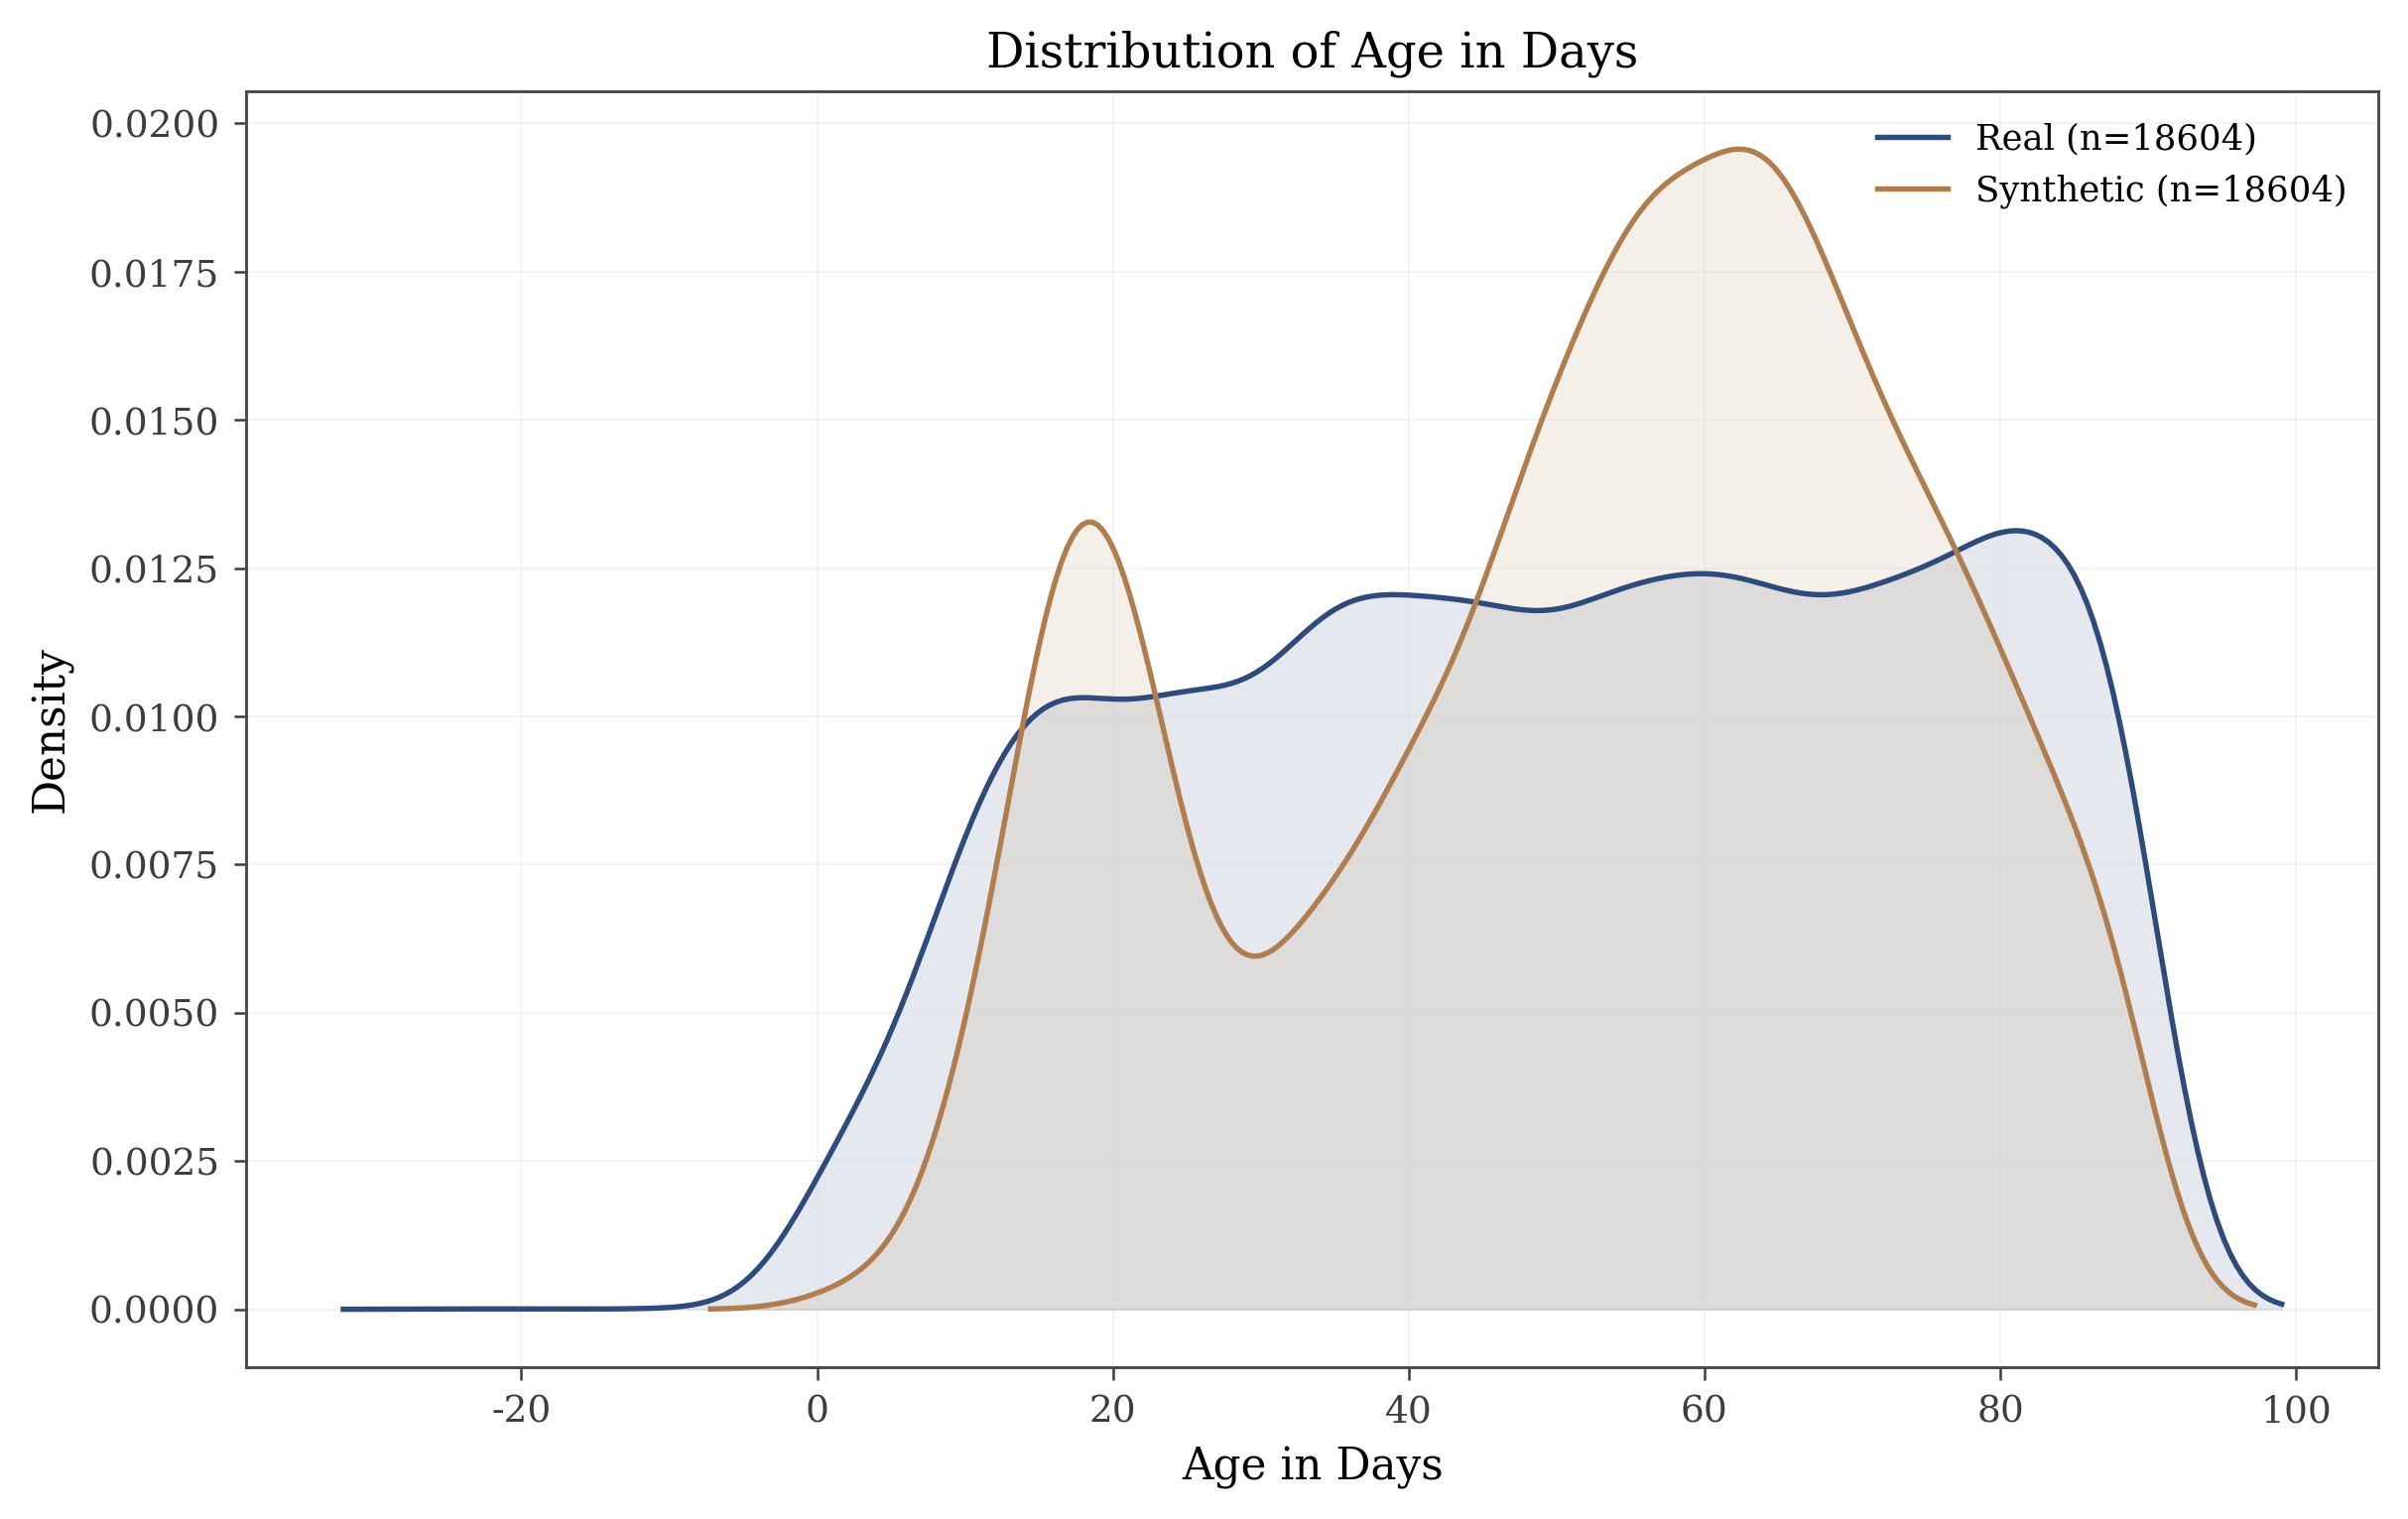 Distribution of Age in Days
Real (n=18604)
Synthetic (n=18604)
Density
0.0200
0.0175
0.0150
0.0125
0.0100
0.0075
0.0050
0.0025
0.0000
-20 0 20 40 60 80 100
Age in Days